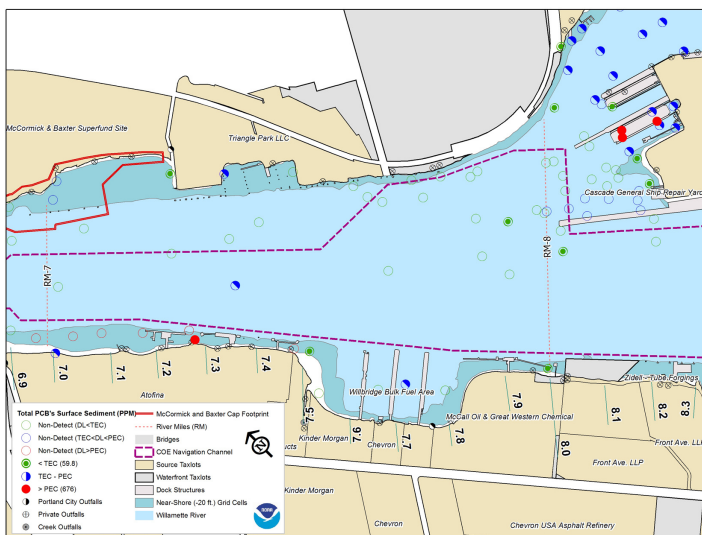 McCormick & Baxter Superfund Site
Triangle Park LLC
Cascade General Ship Repair Yard
RM-7
RM-8
6.9
7.0
7.1
7.2
7.3
7.4
7.5
7.6
7.7
7.8
7.9
8.0
8.1
8.2
8.3
Atofina
Willbridge Bulk Fuel Area
Zidell - Tube Forgings
McCall Oil & Great Western Chemical
Kinder Morgan
Chevron
ucts
Front Ave. LLP
Front Ave. LLP
Kinder Morgan
Chevron
Chevron USA Asphalt Refinery
Total PCB's Surface Sediment (PPM)
Non-Detect (DL<TEC)
Non-Detect (TEC<DL<PEC)
Non-Detect (DL>PEC)
< TEC (59.8)
TEC - PEC
> PEC (676)
Portland City Outfalls
Private Outfalls
Creek Outfalls
McCormick and Baxter Cap Footprint
River Miles (RM)
Bridges
COE Navigation Channel
Source Taxlots
Waterfront Taxlots
Dock Structures
Near-Shore (-20 ft.) Grid Cells
Willamette River
N
NOAA